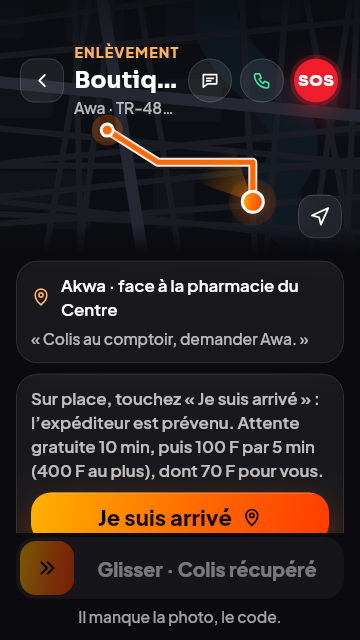 ENLÈVEMENT
Boutiq…
Awa · TR-48…
SOS
Akwa · face à la pharmacie du
Centre
« Colis au comptoir, demander Awa. »
Sur place, touchez « Je suis arrivé » :
l’expéditeur est prévenu. Attente
gratuite 10 min, puis 100 F par 5 min
(400 F au plus), dont 70 F pour vous.
Je suis arrivé
Glisser · Colis récupéré
Il manque la photo, le code.